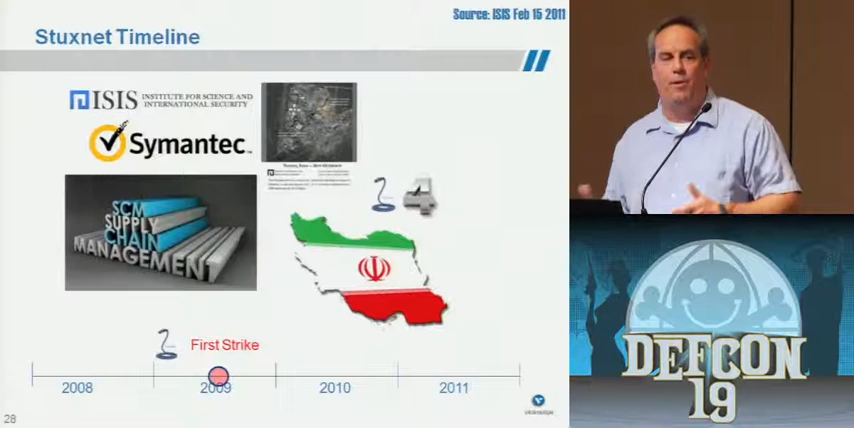 Source: ISIS Feb 15 2011
Stuxnet Timeline
ISIS INSTITUTE FOR SCIENCE AND
INTERNATIONAL SECURITY
Symantec.
SCM
SUPPLY
CHAIN
MANAGEMENT
First Strike
2008
2009
2010
2011
28
DEFCON
19